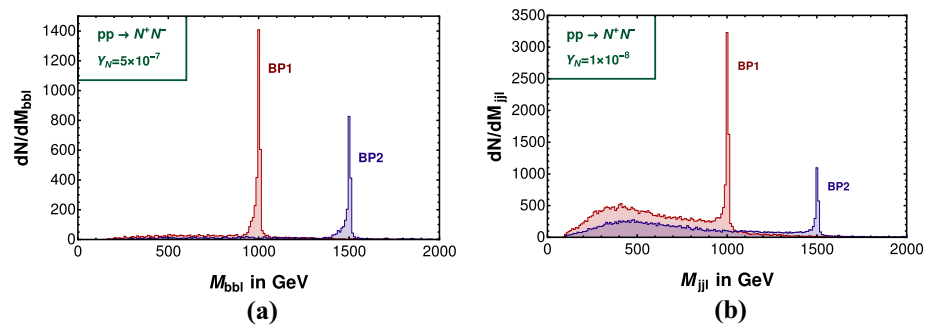 dN/dM_bbl
1400
1200
1000
800
600
400
200
0
pp → N⁺N⁻
Y_N=5×10⁻⁷
BP1
BP2
0 500 1000 1500 2000
M_bbl in GeV
(a)
dN/dM_jjl
3500
3000
2500
2000
1500
1000
500
0
pp → N⁺N⁻
Y_N=1×10⁻⁸
BP1
BP2
0 500 1000 1500 2000
M_jjl in GeV
(b)